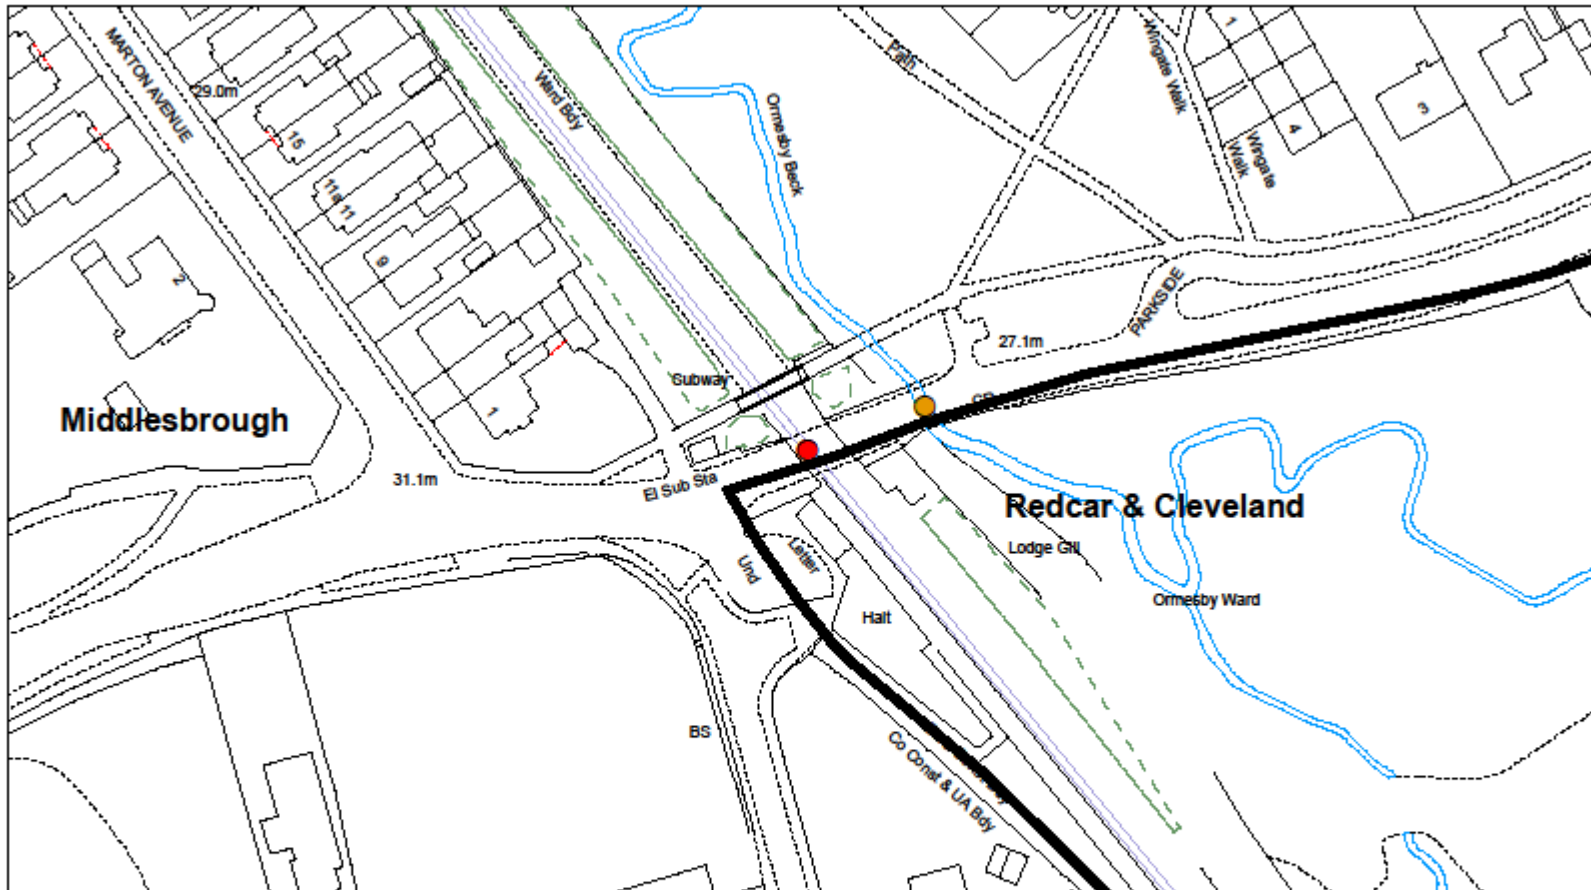 MARTON AVENUE
29.0m
15
11a 11
9
2
1
Ward Bdy
Ormesby Beck
Path
Wingate Walk
1
4
3
Wingate
Walk
PARKSIDE
27.1m
Subway
Middlesbrough
31.1m
El Sub Sta
Redcar & Cleveland
Lodge Gill
Ormesby Ward
Und
Letter
Halt
BS
Co Const & UA Bdy